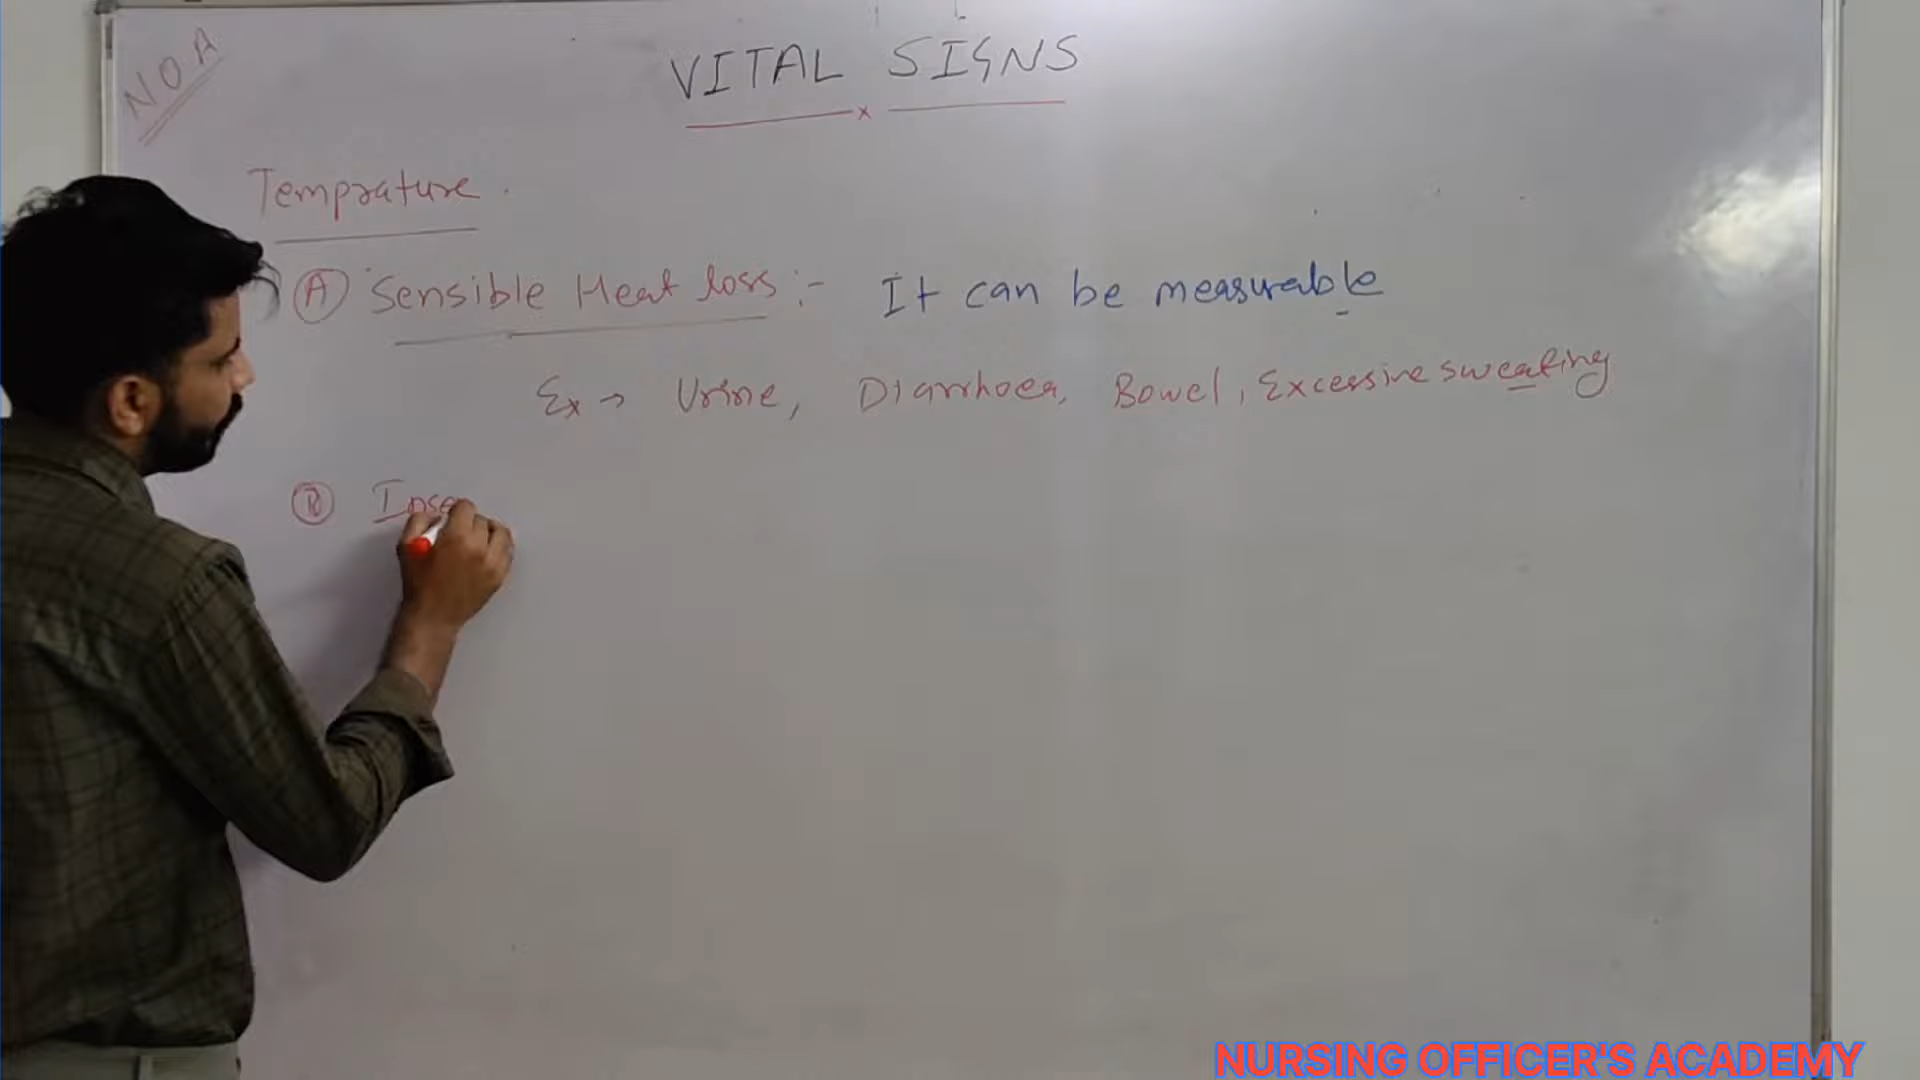 NOA
VITAL SIGNS
x
Temprature.
(A) Sensible Heat loss :- It can be measurable
Ex → Urine, Diarrhoea, Bowel, Excessive sweating
(B) Inse
NURSING OFFICER'S ACADEMY